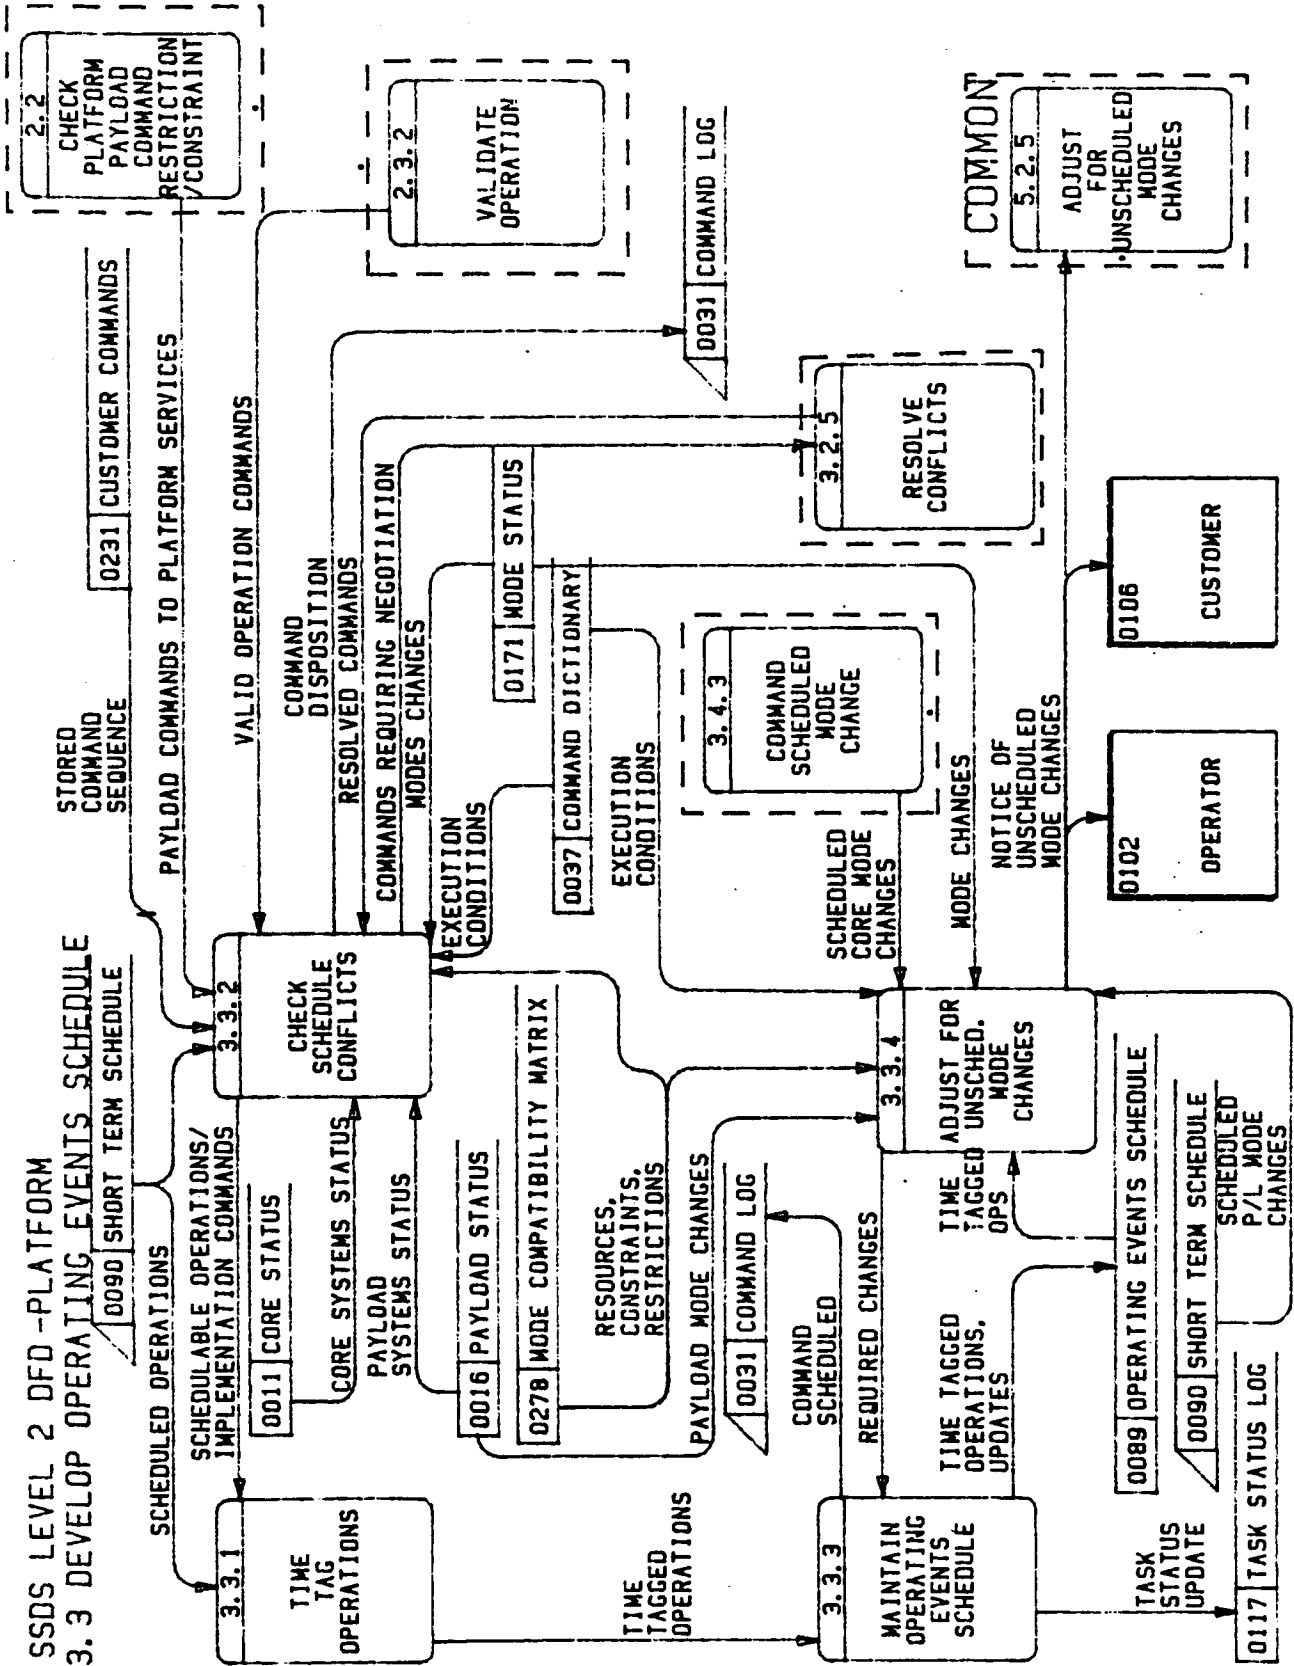 SSDS LEVEL 2 DFD-PLATFORM
3.3 DEVELOP OPERATING EVENTS SCHEDULE
0090 SHORT TERM SCHEDULE
STORED
COMMAND
SEQUENCE
0231 CUSTOMER COMMANDS
2.2
CHECK
PLATFORM
PAYLOAD
COMMAND
RESTRICTION
/CONSTRAINT
SCHEDULED OPERATIONS
PAYLOAD COMMANDS TO PLATFORM SERVICES
SCHEDULABLE OPERATIONS/
IMPLEMENTATION COMMANDS
3.3.1
TIME
TAG
OPERATIONS
3.3.2
CHECK
SCHEDULE
CONFLICTS
VALID OPERATION COMMANDS
0011 CORE STATUS
CORE SYSTEMS STATUS
COMMAND
DISPOSITION
RESOLVED COMMANDS
COMMANDS REQUIRING NEGOTIATION
MODES CHANGES
2.3.2
VALIDATE
OPERATION
PAYLOAD
SYSTEMS STATUS
EXECUTION
CONDITIONS
0016 PAYLOAD STATUS
0171 MODE STATUS
0278 MODE COMPATIBILITY MATRIX
0037 COMMAND DICTIONARY
RESOURCES,
CONSTRAINTS,
RESTRICTIONS
EXECUTION
CONDITIONS
TIME
TAGGED
OPERATIONS
PAYLOAD MODE CHANGES
0031 COMMAND LOG
0031 COMMAND LOG
3.4.3
COMMAND
SCHEDULED
MODE
CHANGE
COMMAND
SCHEDULED
SCHEDULED
CORE MODE
CHANGES
3.2.5
RESOLVE
CONFLICTS
REQUIRED CHANGES
3.3.3
MAINTAIN
OPERATING
EVENTS
SCHEDULE
3.3.4
ADJUST FOR
UNSCHED.
MODE
CHANGES
MODE CHANGES
TIME TAGGED
OPERATIONS,
UPDATES
TIME
TIME
TAGGED
OPS
NOTICE OF
UNSCHEDULED
MODE CHANGES
COMMON
5.2.5
ADJUST
FOR
UNSCHEDULED
MODE
CHANGES
0089 OPERATING EVENTS SCHEDULE
0102
OPERATOR
0106
CUSTOMER
TASK
STATUS
UPDATE
0090 SHORT TERM SCHEDULE
SCHEDULED
P/L MODE
CHANGES
0117 TASK STATUS LOG